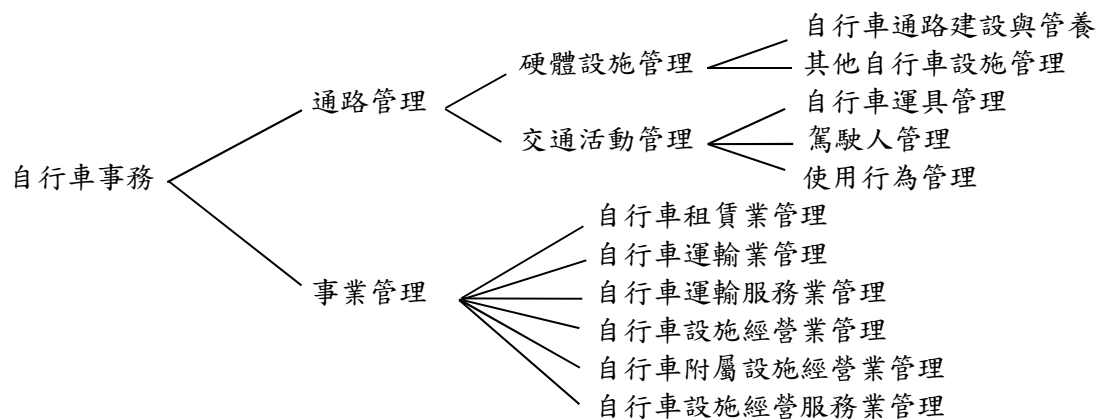 自行車通路建設與管養
硬體設施管理
其他自行車設施管理
通路管理
自行車運具管理
交通活動管理
駕駛人管理
自行車事務
使用行為管理
自行車租賃業管理
自行車運輸業管理
事業管理
自行車運輸服務業管理
自行車設施經營業管理
自行車附屬設施經營業管理
自行車設施經營服務業管理